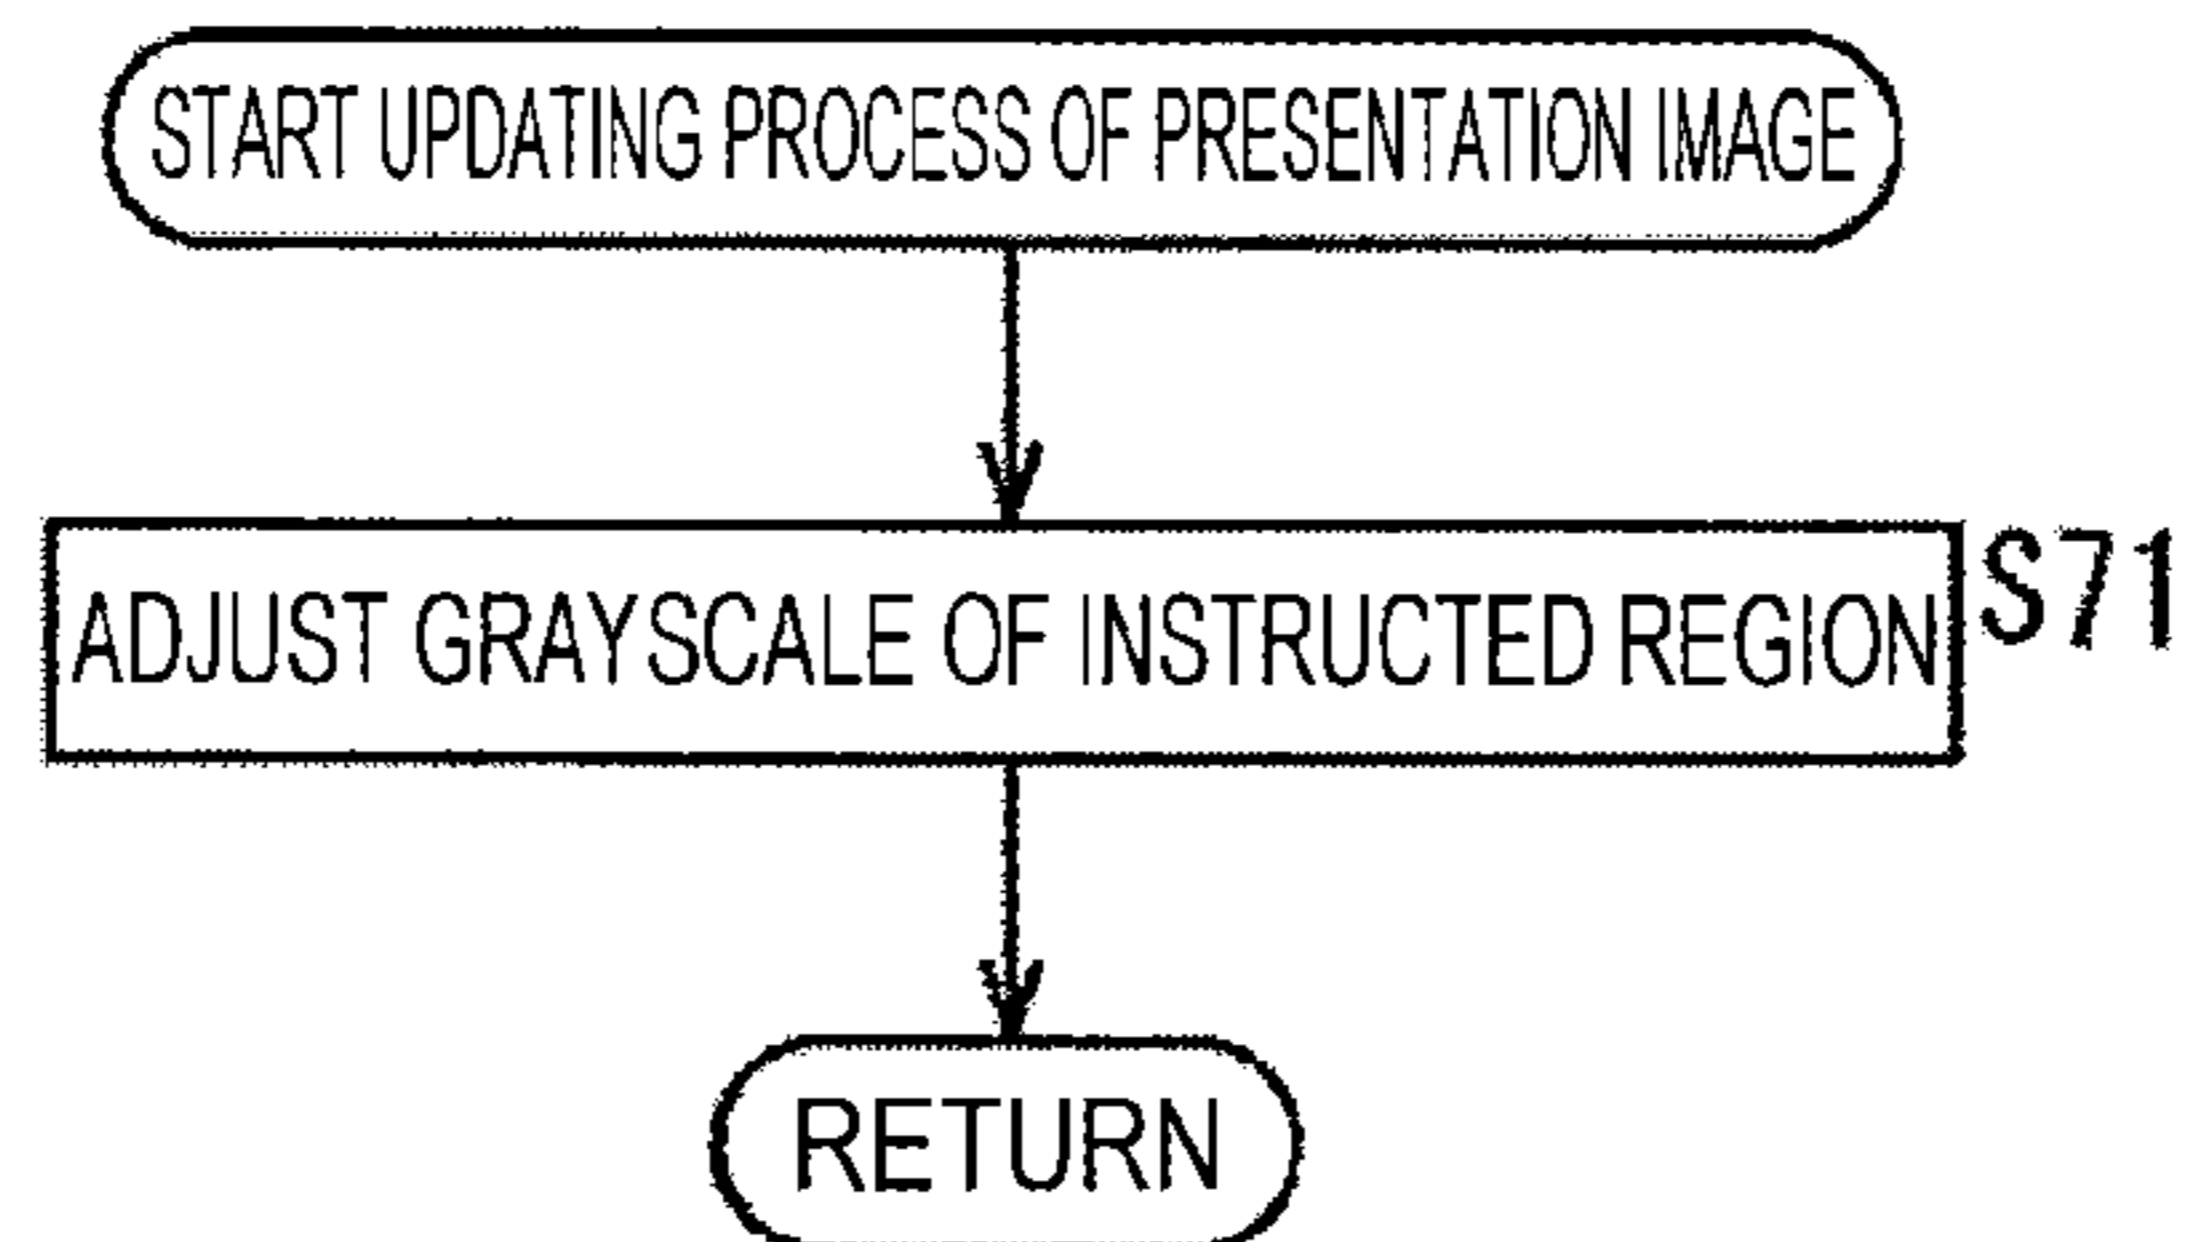 START UPDATING PROCESS OF PRESENTATION IMAGE
ADJUST GRAYSCALE OF INSTRUCTED REGION
S71
RETURN